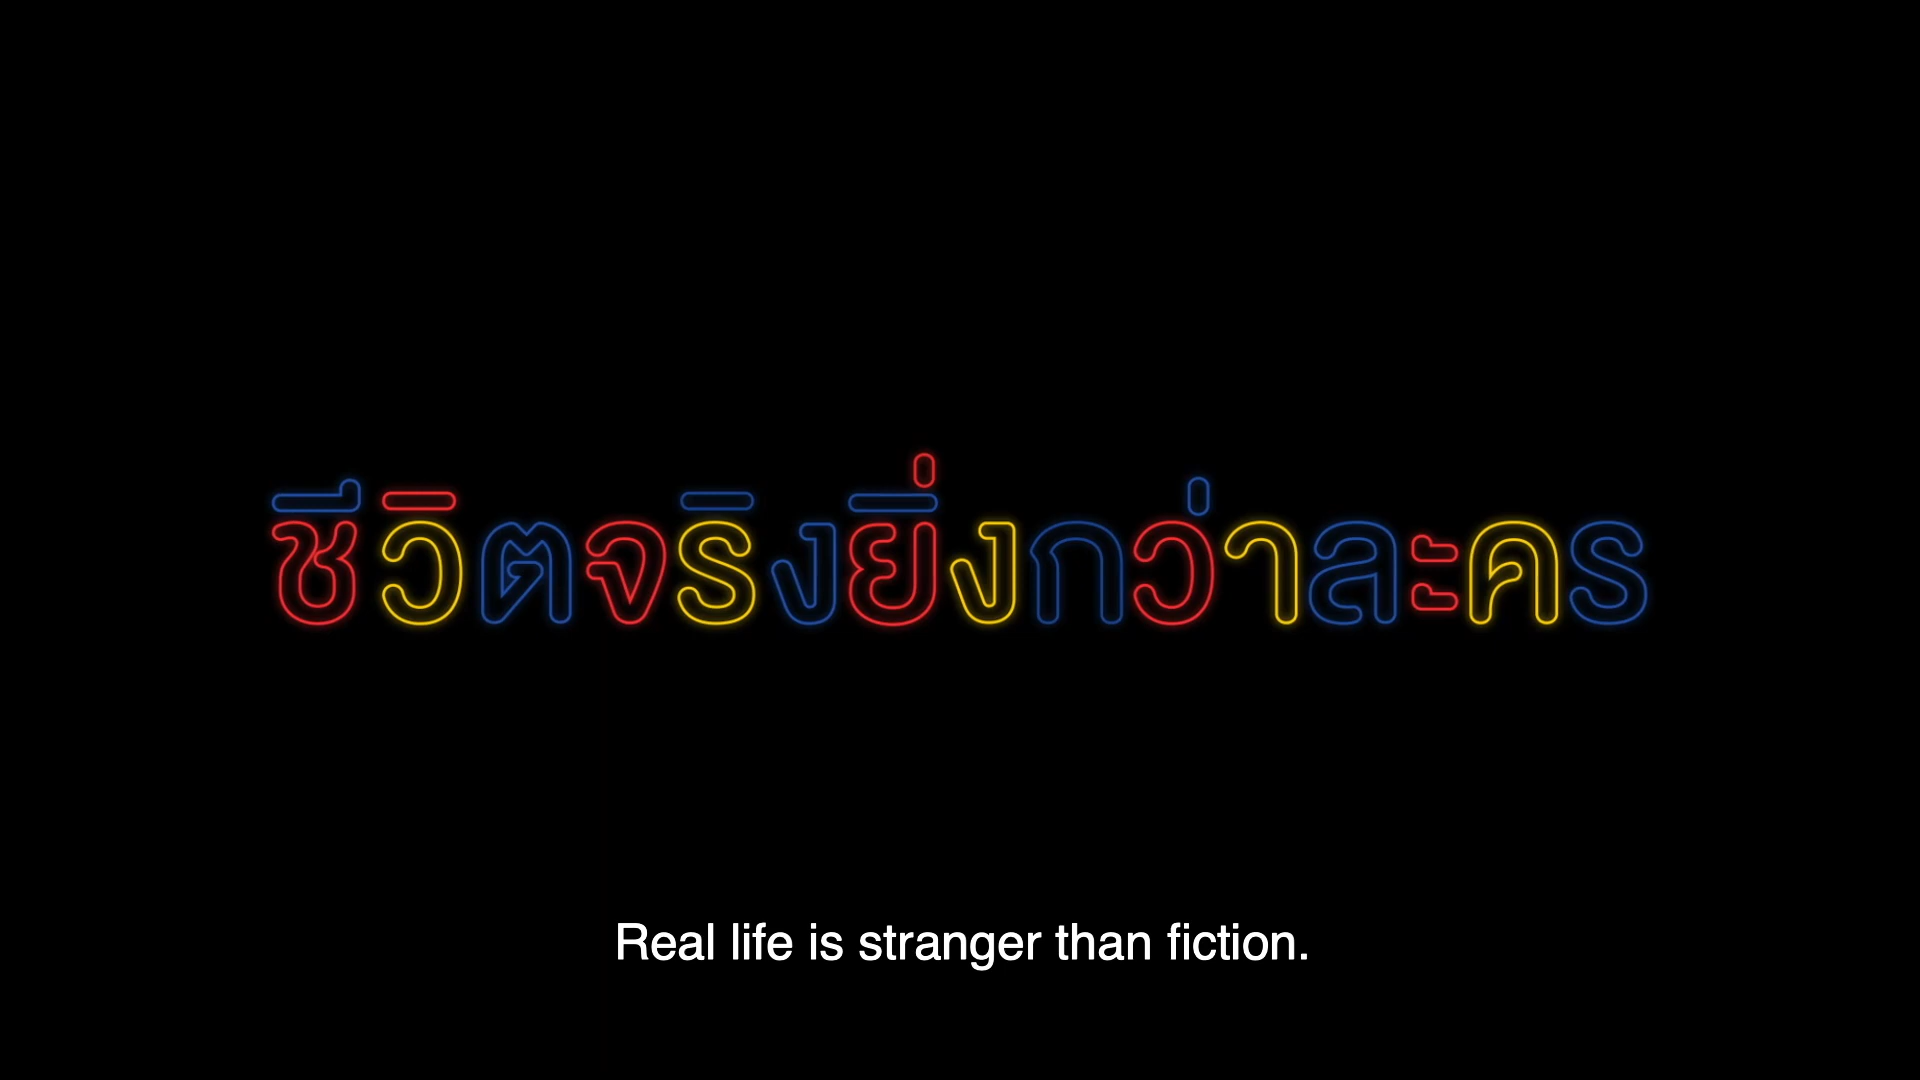 ชีวิตจริงยิ่งกว่าละคร
Real life is stranger than fiction.